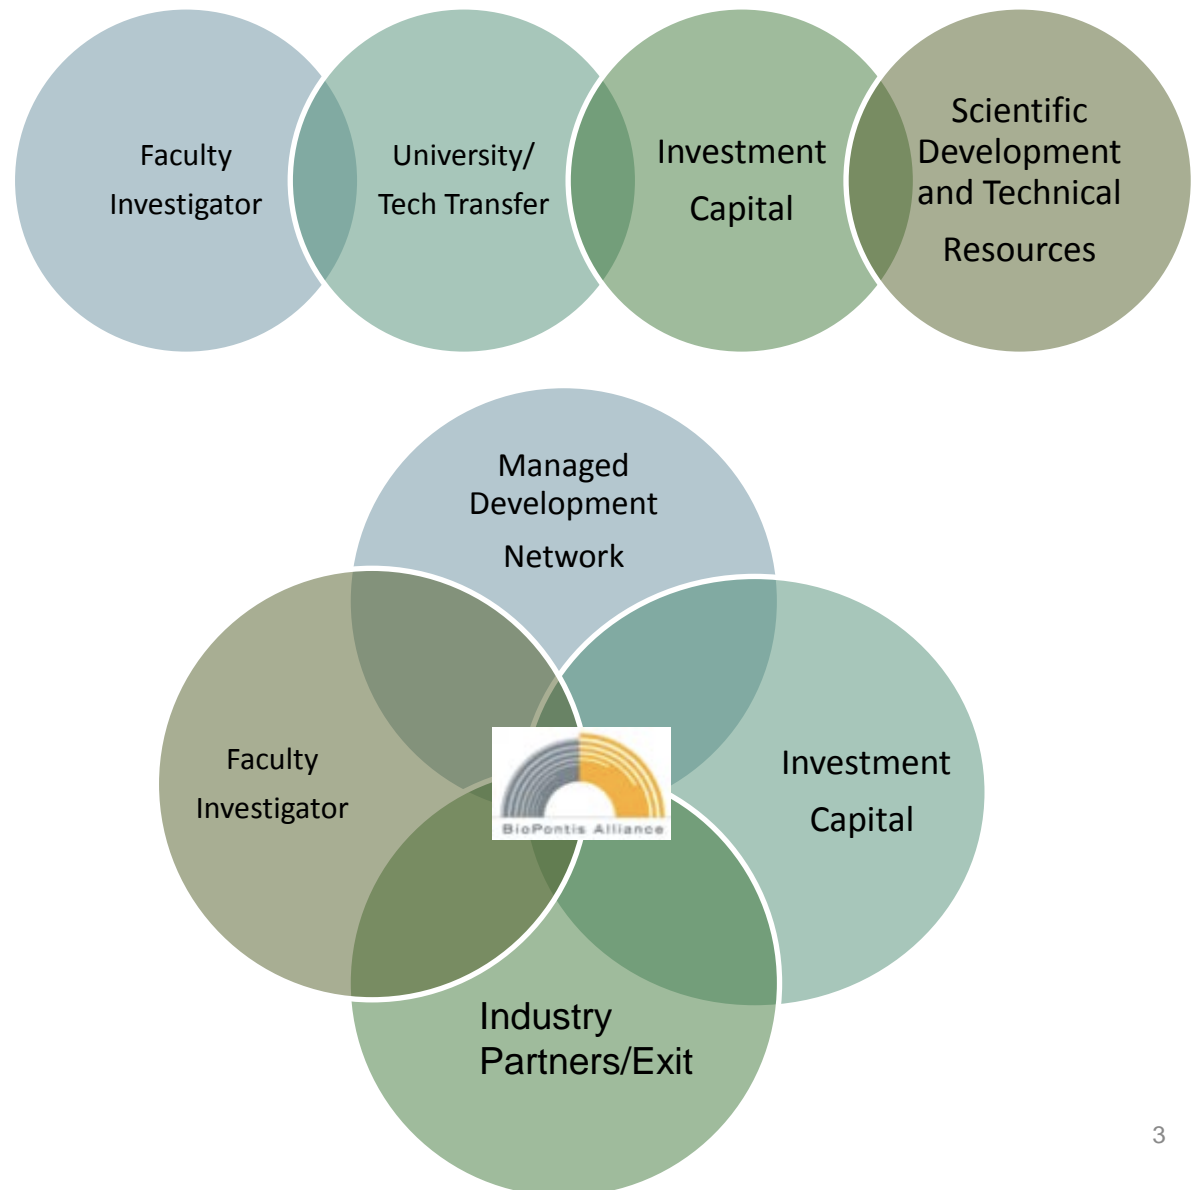 Faculty
Investigator
University/
Tech Transfer
Investment
Capital
Scientific
Development
and Technical
Resources
Managed
Development
Network
Faculty
Investigator
BioPontis Alliance
Investment
Capital
Industry
Partners/Exit
3